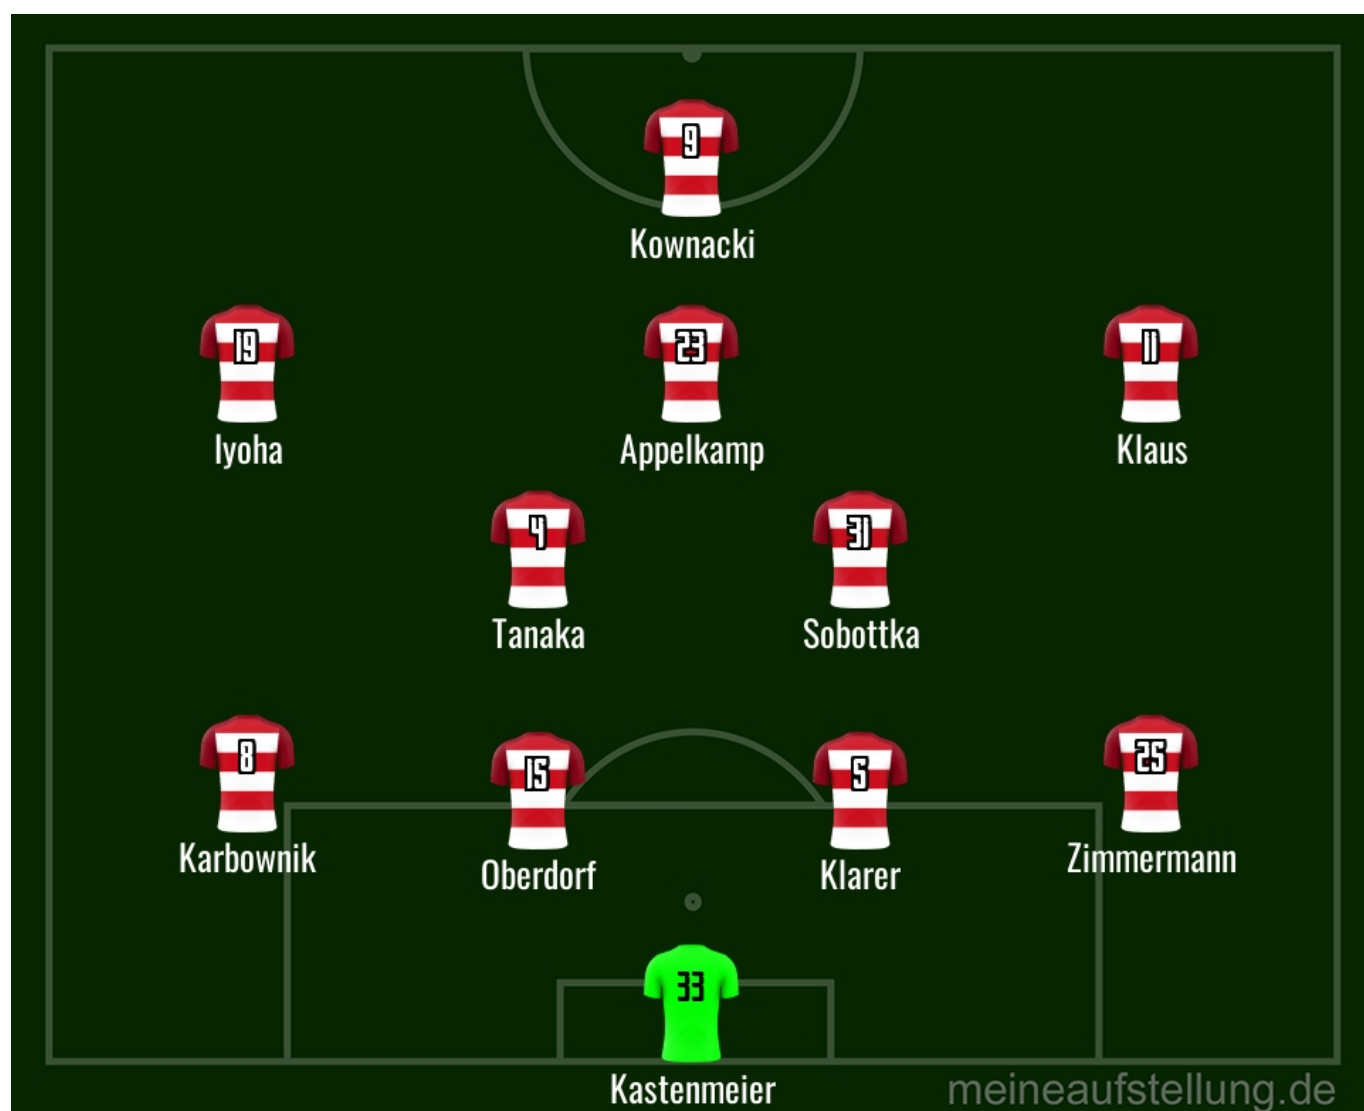 9
Kownacki
19
23
11
Iyoha
Appelkamp
Klaus
4
31
Tanaka
Sobottka
8
15
5
25
Karbownik
Oberdorf
Klarer
Zimmermann
33
Kastenmeier
meineaufstellung.de